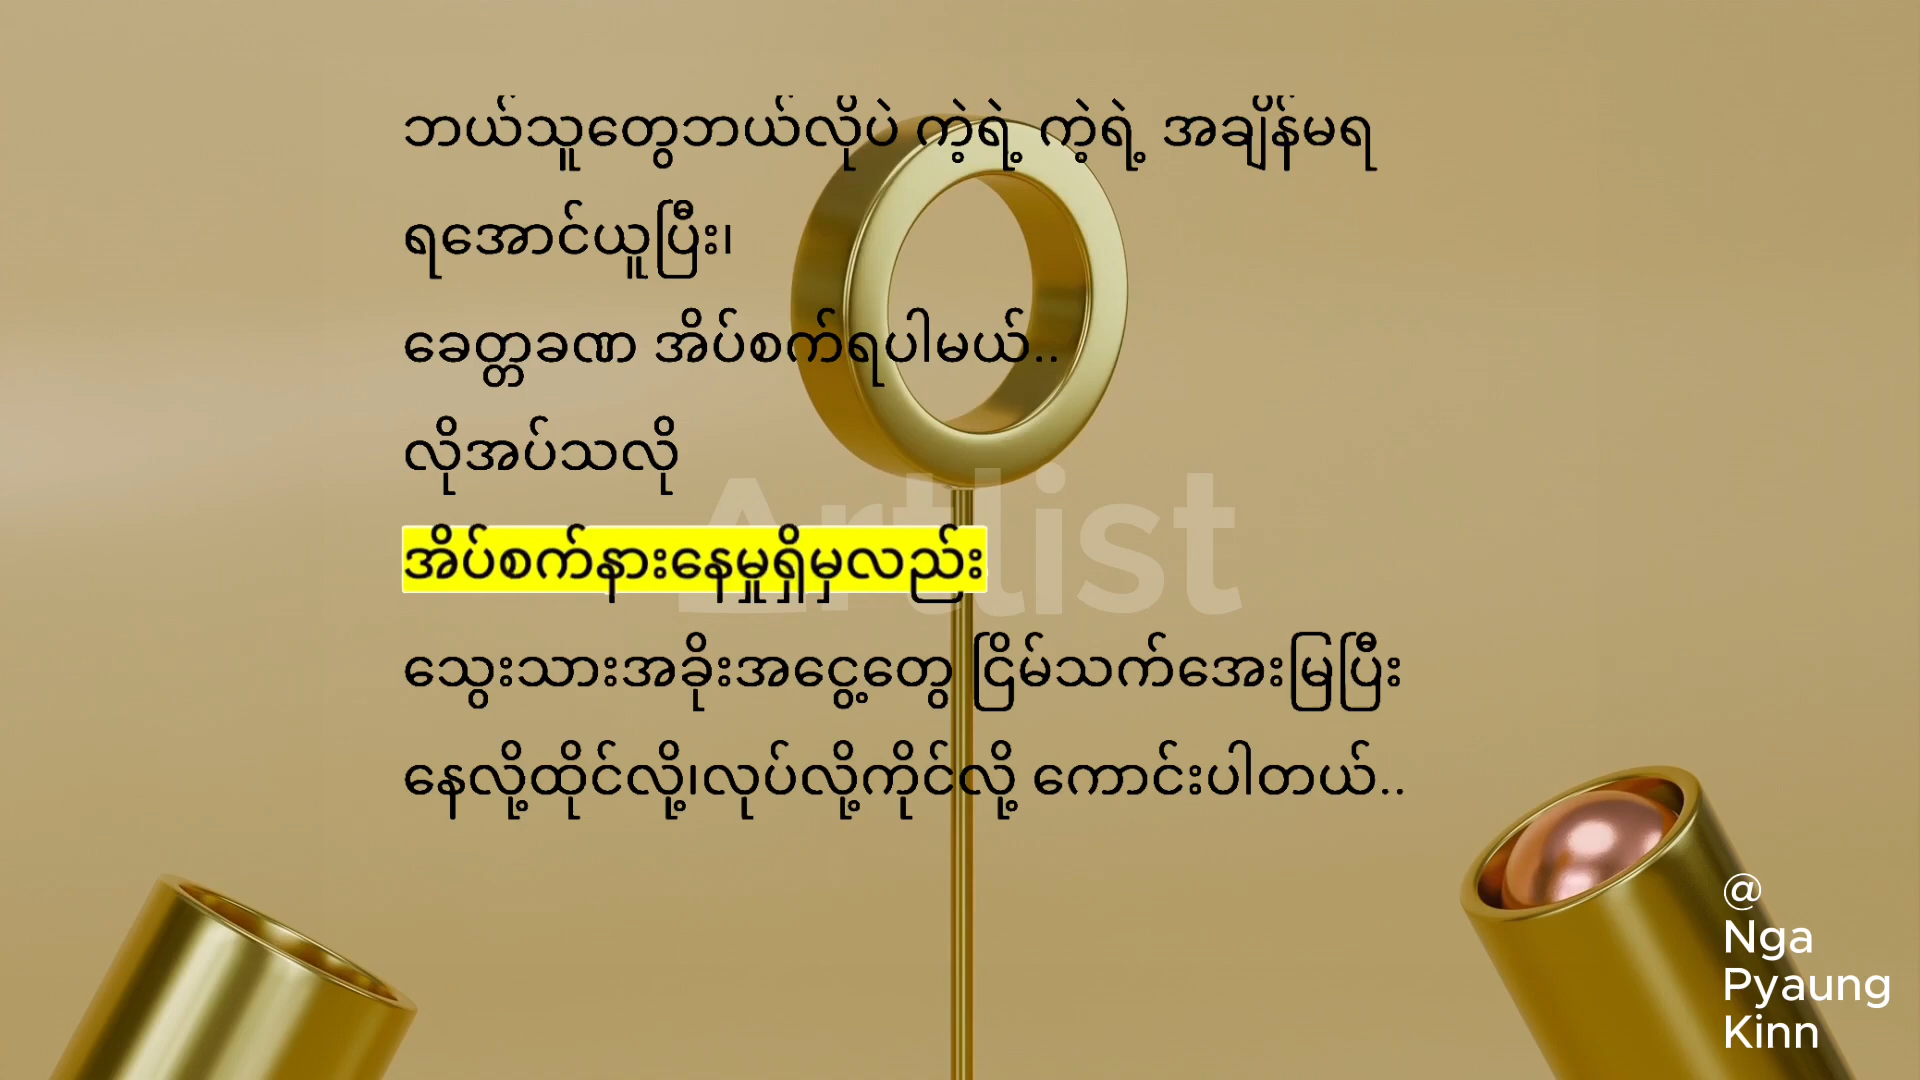 ဘယ်သူတွေဘယ်လိုပဲ ကဲ့ရဲ့ ကဲ့ရဲ့ အချိန်မရ
ရအောင်ယူပြီး၊
ခေတ္တခဏ အိပ်စက်ရပါမယ်..
လိုအပ်သလို
အိပ်စက်နားနေမှုရှိမှလည်း
သွေးသားအခိုးအငွေ့တွေ ငြိမ်သက်အေးမြပြီး
နေလို့ထိုင်လို့၊လုပ်လို့ကိုင်လို့ ကောင်းပါတယ်..
Artlist
@
Nga
Pyaung
Kinn